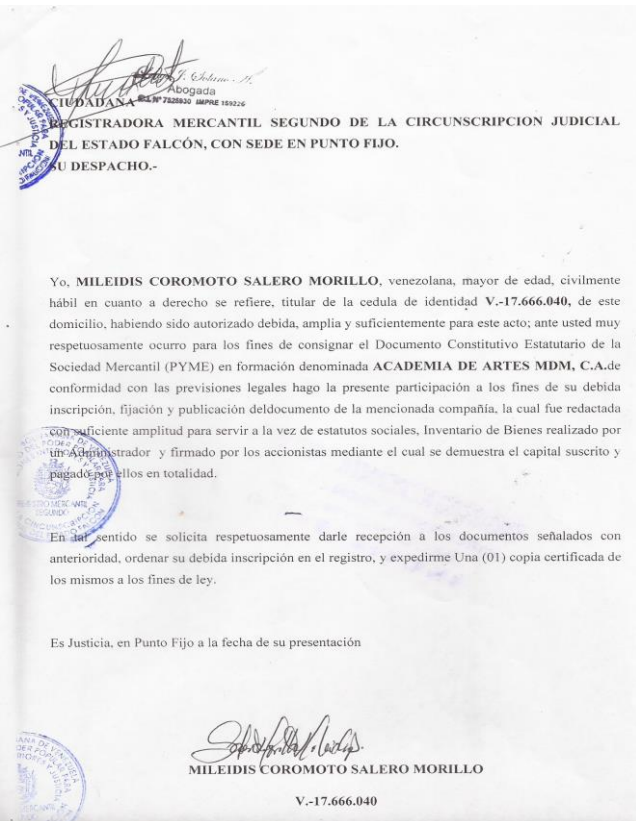 Abogada
C.I. N° 7525930 IMPRE 159226
CIUDADANA
REGISTRADORA MERCANTIL SEGUNDO DE LA CIRCUNSCRIPCION JUDICIAL
DEL ESTADO FALCÓN, CON SEDE EN PUNTO FIJO.
SU DESPACHO.-
Yo, MILEIDIS COROMOTO SALERO MORILLO, venezolana, mayor de edad, civilmente
hábil en cuanto a derecho se refiere, titular de la cedula de identidad V.-17.666.040, de este
domicilio, habiendo sido autorizado debida, amplia y suficientemente para este acto; ante usted muy
respetuosamente ocurro para los fines de consignar el Documento Constitutivo Estatutario de la
Sociedad Mercantil (PYME) en formación denominada ACADEMIA DE ARTES MDM, C.A.de
conformidad con las previsiones legales hago la presente participación a los fines de su debida
inscripción, fijación y publicación deldocumento de la mencionada compañía, la cual fue redactada
con suficiente amplitud para servir a la vez de estatutos sociales, Inventario de Bienes realizado por
un Administrador y firmado por los accionistas mediante el cual se demuestra el capital suscrito y
pagado por ellos en totalidad.
En tal sentido se solicita respetuosamente darle recepción a los documentos señalados con
anterioridad, ordenar su debida inscripción en el registro, y expedirme Una (01) copia certificada de
los mismos a los fines de ley.
Es Justicia, en Punto Fijo a la fecha de su presentación
MILEIDIS COROMOTO SALERO MORILLO
V.-17.666.040